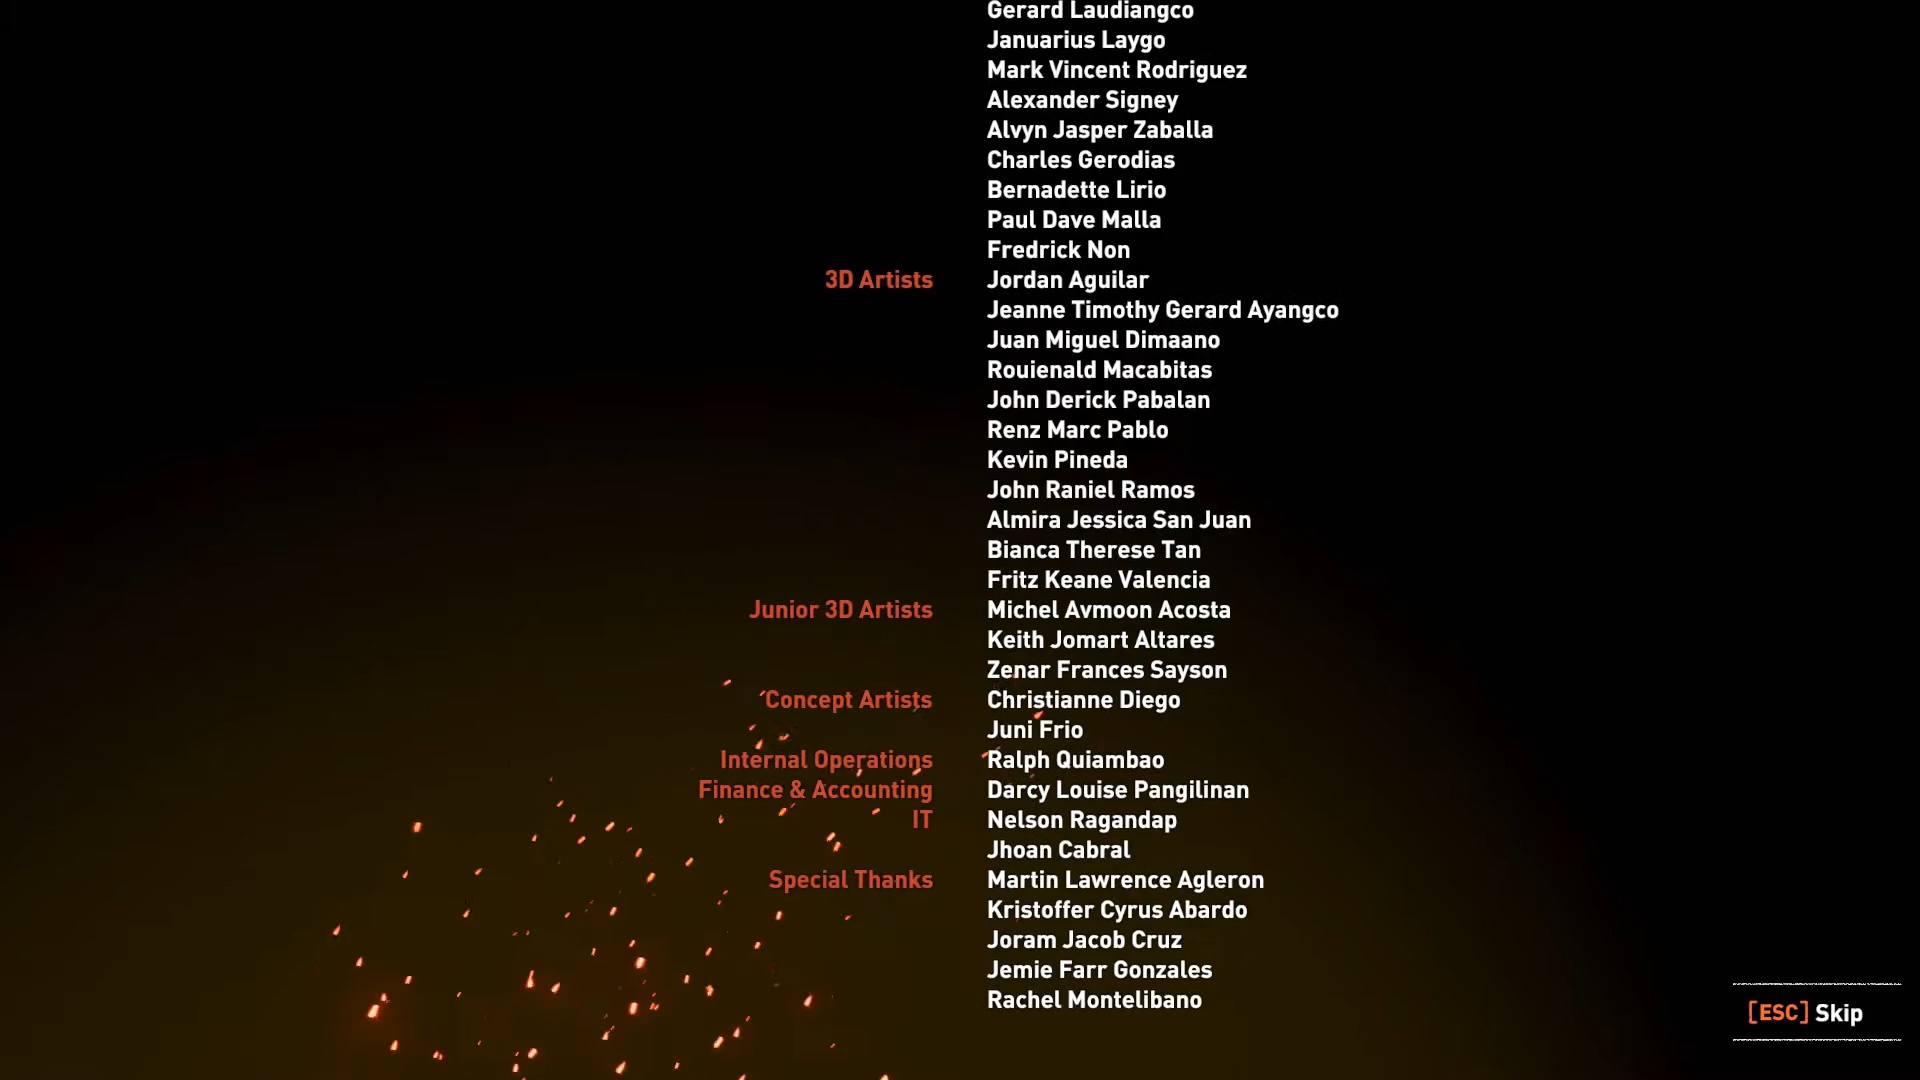 Gerard Laudiangco
Januarius Laygo
Mark Vincent Rodriguez
Alexander Signey
Alvyn Jasper Zaballa
Charles Gerodias
Bernadette Lirio
Paul Dave Malla
Fredrick Non
3D Artists Jordan Aguilar
Jeanne Timothy Gerard Ayangco
Juan Miguel Dimaano
Rouienald Macabitas
John Derick Pabalan
Renz Marc Pablo
Kevin Pineda
John Raniel Ramos
Almira Jessica San Juan
Bianca Therese Tan
Fritz Keane Valencia
Junior 3D Artists Michel Avmoon Acosta
Keith Jomart Altares
Zenar Frances Sayson
Concept Artists Christianne Diego
Juni Frio
Internal Operations Ralph Quiambao
Finance & Accounting Darcy Louise Pangilinan
IT Nelson Ragandap
Jhoan Cabral
Special Thanks Martin Lawrence Agleron
Kristoffer Cyrus Abardo
Joram Jacob Cruz
Jemie Farr Gonzales
Rachel Montelibano
[ESC] Skip